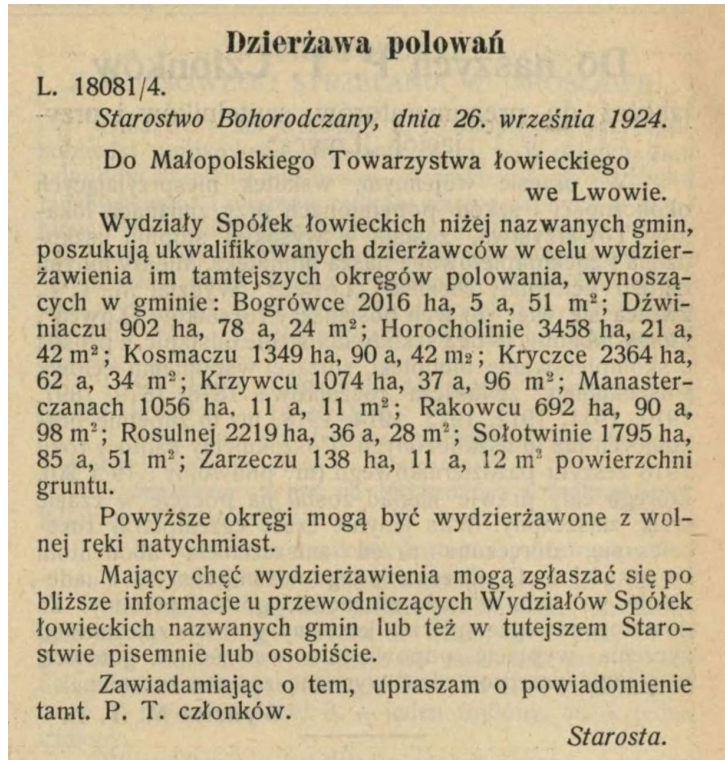 Dzierżawa polowań
L. 18081/4.
Starostwo Bohorodczany, dnia 26. września 1924.
Do Małopolskiego Towarzystwa łowieckiego
we Lwowie.
Wydziały Spółek łowieckich niżej nazwanych gmin,
poszukują ukwalifikowanych dzierżawców w celu wydzier-
żawienia im tamtejszych okręgów polowania, wynoszą-
cych w gminie: Bogrówce 2016 ha, 5 a, 51 m²; Dźwi-
niaczu 902 ha, 78 a, 24 m²; Horocholinie 3458 ha, 21 a,
42 m²; Kosmaczu 1349 ha, 90 a, 42 m₂; Kryczce 2364 ha,
62 a, 34 m²; Krzywcu 1074 ha, 37 a, 96 m²; Manaster-
czanach 1056 ha. 11 a, 11 m²; Rakowcu 692 ha, 90 a,
98 m²; Rosulnej 2219 ha, 36 a, 28 m²; Sołotwinie 1795 ha,
85 a, 51 m²; Zarzeczu 138 ha, 11 a, 12 m² powierzchni
gruntu.
Powyższe okręgi mogą być wydzierżawone z wol-
nej ręki natychmiast.
Mający chęć wydzierżawienia mogą zgłaszać się po
bliższe informacje u przewodniczących Wydziałów Spółek
łowieckich nazwanych gmin lub też w tutejszem Staro-
stwie pisemnie lub osobiście.
Zawiadamiając o tem, upraszam o powiadomienie
tamt. P. T. członków.
Starosta.